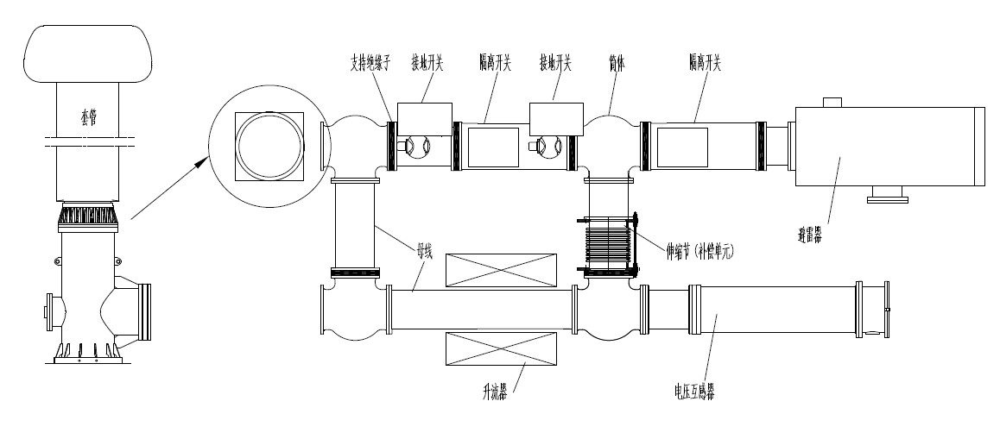 支持绝缘子
接地开关
隔离开关
接地开关
筒体
隔离开关
套管
避雷器
母线
伸缩节（补偿单元）
升流器
电压互感器